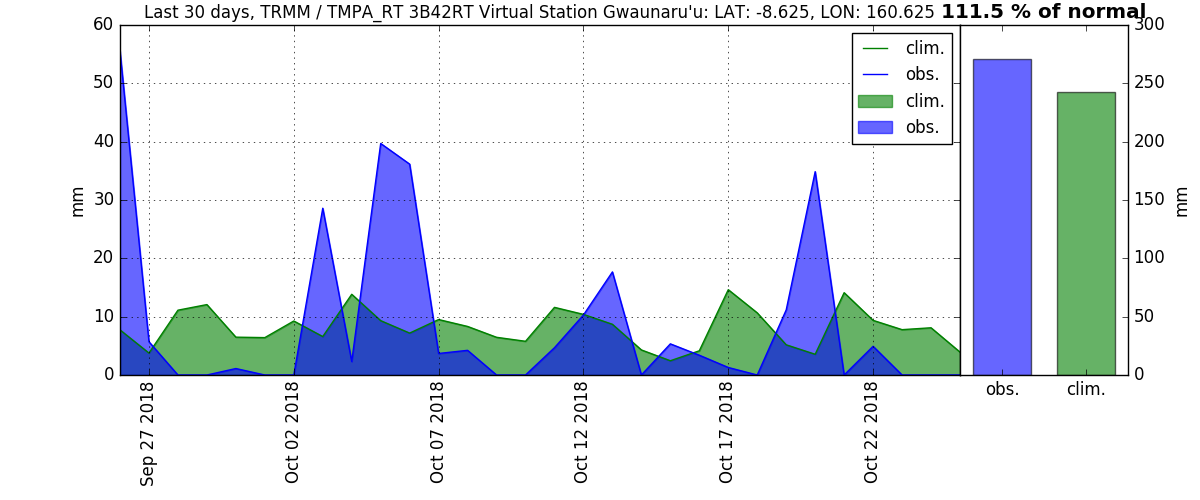 Last 30 days, TRMM / TMPA_RT 3B42RT Virtual Station Gwaunaru'u: LAT: -8.625, LON: 160.625 111.5 % of normal
60
50
40
30
20
10
0
mm
clim.
obs.
clim.
obs.
300
250
200
150
100
50
0
mm
Sep 27 2018
Oct 02 2018
Oct 07 2018
Oct 12 2018
Oct 17 2018
Oct 22 2018
obs. clim.